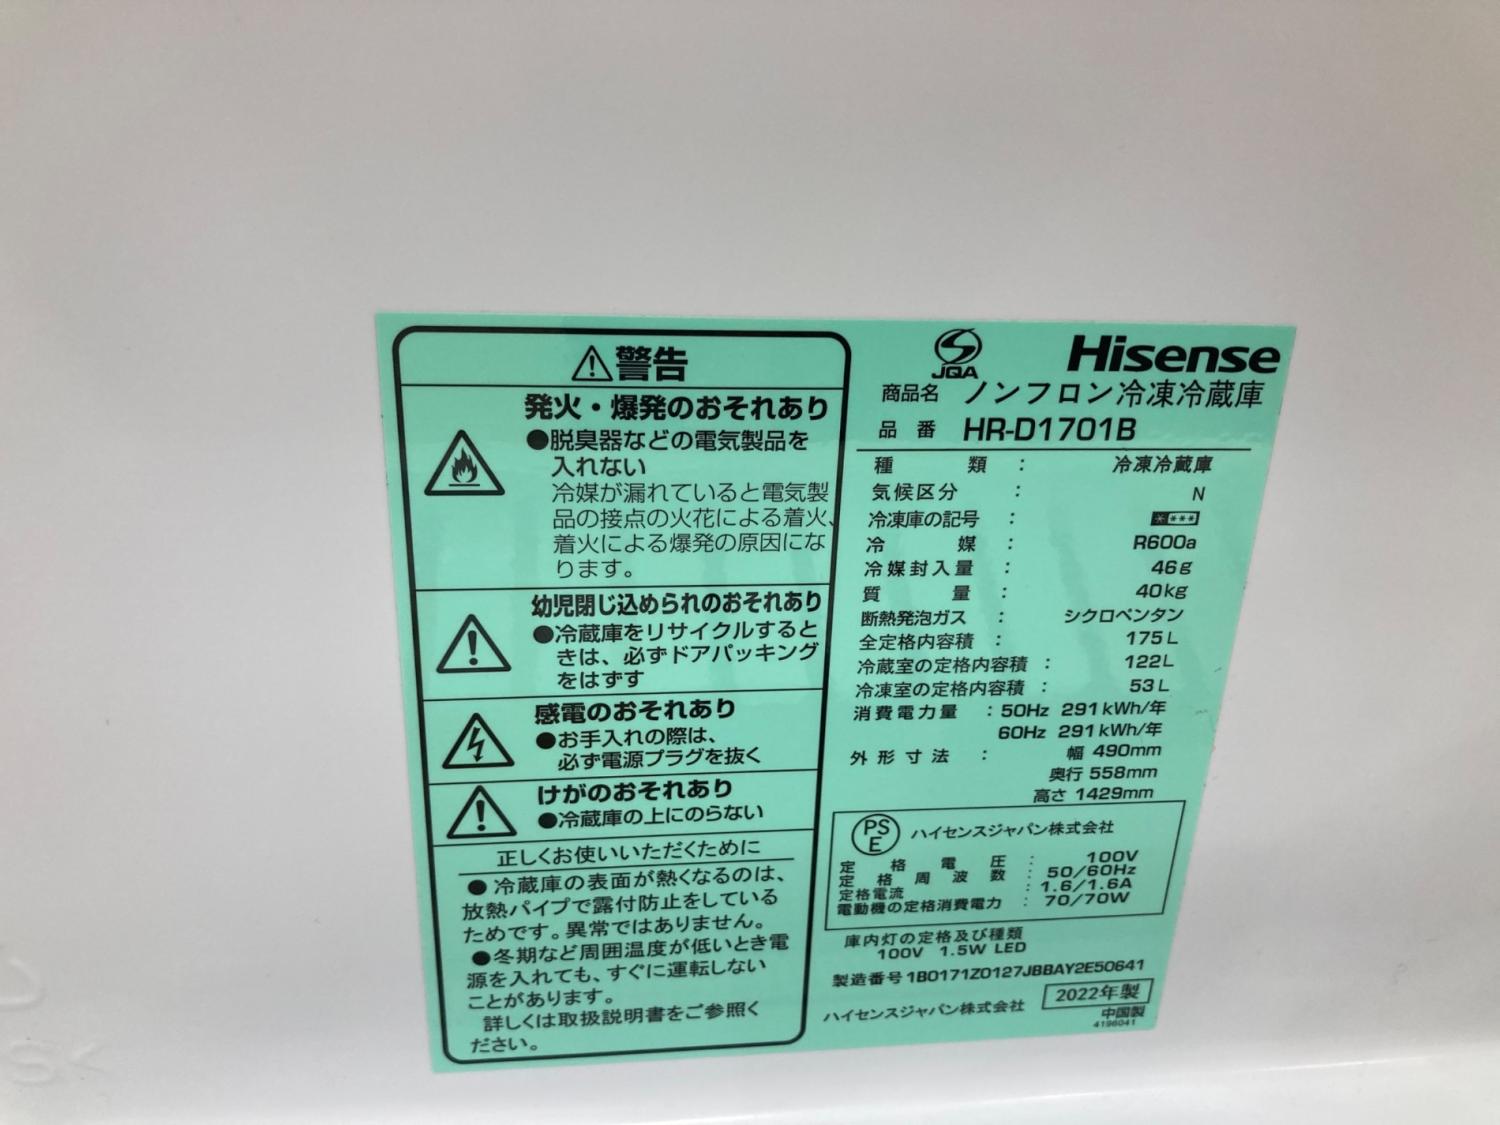 警告
発火・爆発のおそれあり
●脱臭器などの電気製品を
入れない
冷媒が漏れていると電気製
品の接点の火花による着火、
着火による爆発の原因にな
ります。
幼児閉じ込められのおそれあり
●冷蔵庫をリサイクルすると
きは、必ずドアパッキング
をはずす
感電のおそれあり
●お手入れの際は、
必ず電源プラグを抜く
けがのおそれあり
●冷蔵庫の上にのらない
正しくお使いいただくために
●冷蔵庫の表面が熱くなるのは、
放熱パイプで露付防止をしている
ためです。異常ではありません。
●冬期など周囲温度が低いとき電
源を入れても、すぐに運転しない
ことがあります。
詳しくは取扱説明書をご参照く
ださい。
JQA
Hisense
商品名 ノンフロン冷凍冷蔵庫
品番 HR-D1701B
種類 : 冷凍冷蔵庫
気候区分 : N
冷凍庫の記号 : ****
冷媒 : R600a
冷媒封入量 : 46g
質量 : 40kg
断熱発泡ガス : シクロペンタン
全定格内容積 : 175L
冷蔵室の定格内容積 : 122L
冷凍室の定格内容積 : 53L
消費電力量 : 50Hz 291kWh/年
60Hz 291kWh/年
外形寸法 : 幅 490mm
奥行 558mm
高さ 1429mm
PSE ハイセンスジャパン株式会社
定格電圧 : 100V
定格周波数 : 50/60Hz
定格電流 : 1.6/1.6A
電動機の定格消費電力 : 70/70W
庫内灯の定格及び種類
100V 1.5W LED
製造番号 1B0171Z0127JBBAY2E50641
ハイセンスジャパン株式会社 2022年製
中国製
4196041